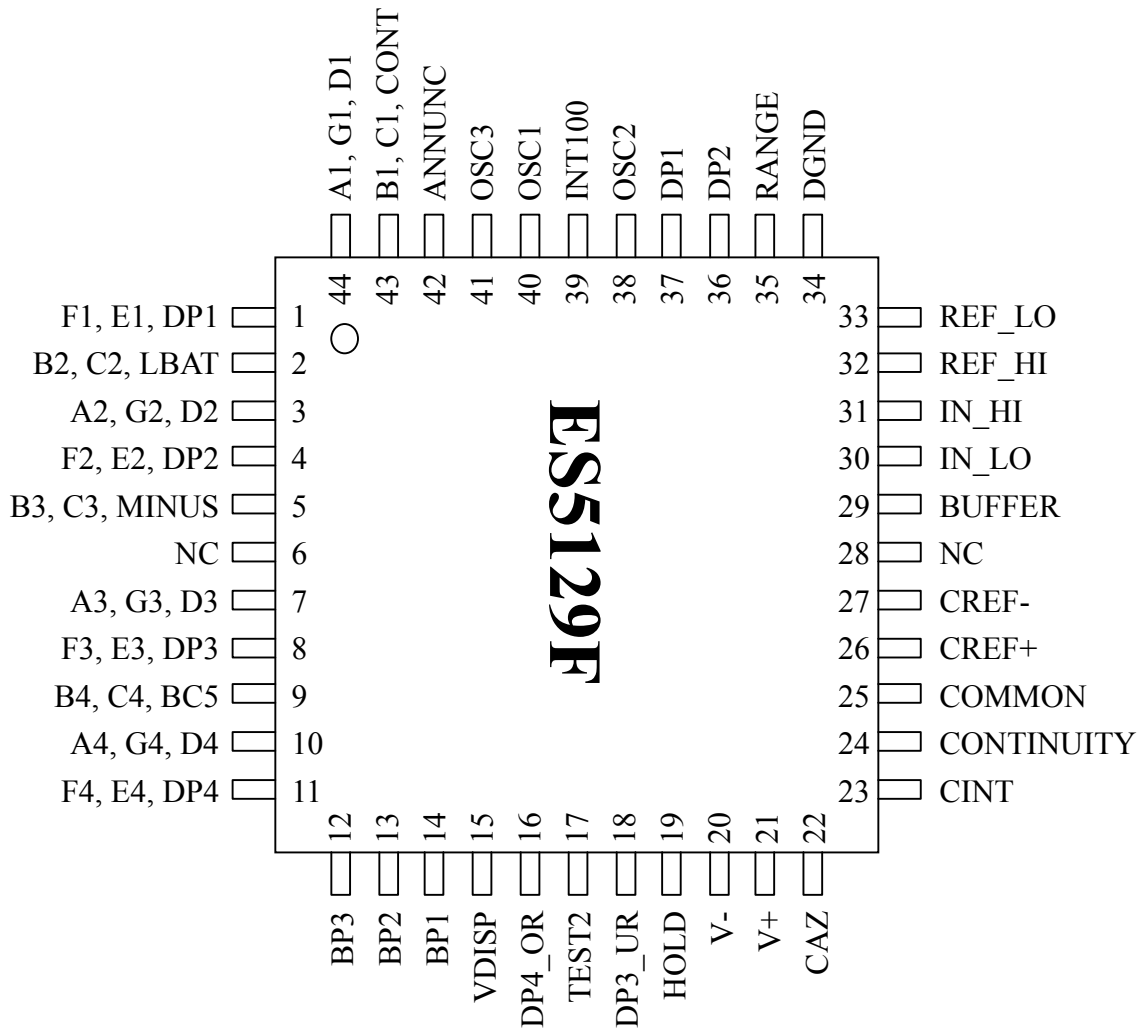 A1, G1, D1
B1, C1, CONT
ANNUNC
OSC3
OSC1
INT100
OSC2
DP1
DP2
RANGE
DGND
44
43
42
41
40
39
38
37
36
35
34
F1, E1, DP1 1
B2, C2, LBAT 2
A2, G2, D2 3
F2, E2, DP2 4
B3, C3, MINUS 5
NC 6
A3, G3, D3 7
F3, E3, DP3 8
B4, C4, BC5 9
A4, G4, D4 10
F4, E4, DP4 11
ES5129F
33 REF_LO
32 REF_HI
31 IN_HI
30 IN_LO
29 BUFFER
28 NC
27 CREF-
26 CREF+
25 COMMON
24 CONTINUITY
23 CINT
12
13
14
15
16
17
18
19
20
21
22
BP3
BP2
BP1
VDISP
DP4_OR
TEST2
DP3_UR
HOLD
V-
V+
CAZ